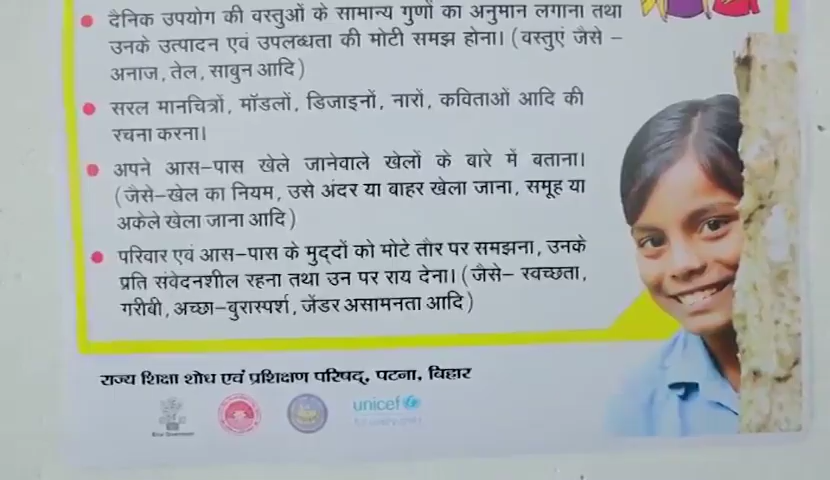 दैनिक उपयोग की वस्तुओं के सामान्य गुणों का अनुमान लगाना तथा
उनके उत्पादन एवं उपलब्धता की मोटी समझ होना। (वस्तुएं जैसे –
अनाज, तेल, साबुन आदि)
सरल मानचित्रों, मॉडलों, डिजाइनों, नारों, कविताओं आदि की
रचना करना।
अपने आस-पास खेले जानेवाले खेलों के बारे में बताना।
(जैसे-खेल का नियम, उसे अंदर या बाहर खेला जाना, समूह या
अकेले खेला जाना आदि)
परिवार एवं आस-पास के मुद्दों को मोटे तौर पर समझना, उनके
प्रति संवेदनशील रहना तथा उन पर राय देना। (जैसे- स्वच्छता,
गरीबी, अच्छा-बुरास्पर्श, जेंडर असामनता आदि)
राज्य शिक्षा शोध एवं प्रशिक्षण परिषद्, पटना, बिहार
unicef